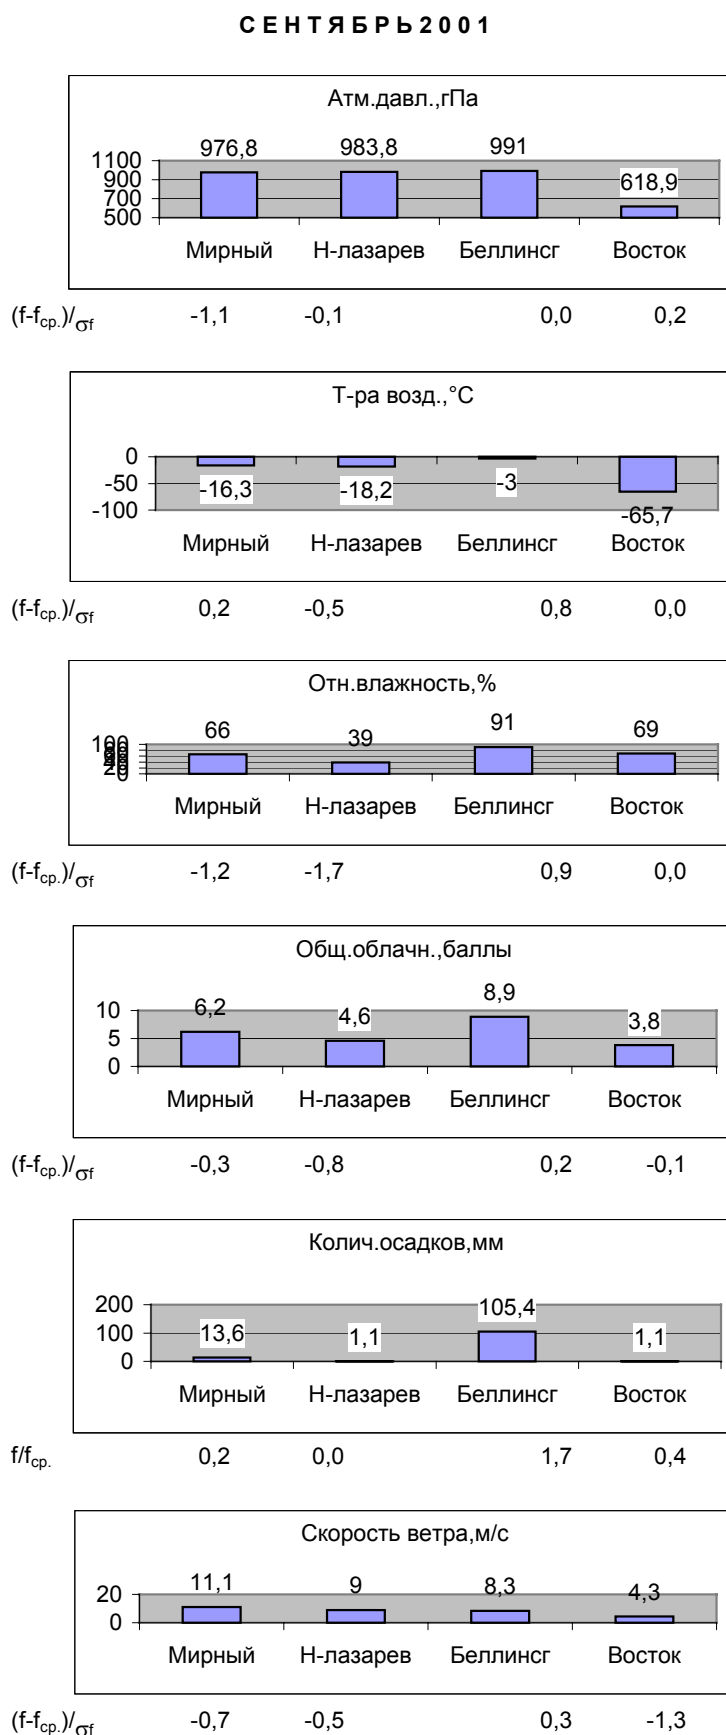 С Е Н Т Я Б Р Ь 2 0 0 1
Атм.давл.,гПа
976,8 983,8 991 618,9
1100
900
700
500
Мирный Н-лазарев Беллинсг Восток
(f-fср.)/σf -1,1 -0,1 0,0 0,2
Т-ра возд.,°С
0
-50
-100
-16,3 -18,2 -3 -65,7
Мирный Н-лазарев Беллинсг Восток
(f-fср.)/σf 0,2 -0,5 0,8 0,0
Отн.влажность,%
66 39 91 69
100
0
Мирный Н-лазарев Беллинсг Восток
(f-fср.)/σf -1,2 -1,7 0,9 0,0
Общ.облачн.,баллы
6,2 4,6 8,9 3,8
10
5
0
Мирный Н-лазарев Беллинсг Восток
(f-fср.)/σf -0,3 -0,8 0,2 -0,1
Колич.осадков,мм
200
100
0
13,6 1,1 105,4 1,1
Мирный Н-лазарев Беллинсг Восток
f/fср. 0,2 0,0 1,7 0,4
Скорость ветра,м/с
11,1 9 8,3 4,3
20
0
Мирный Н-лазарев Беллинсг Восток
(f-fср.)/σf -0,7 -0,5 0,3 -1,3